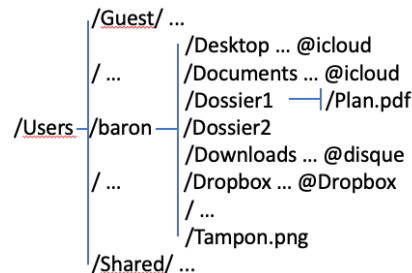 /Guest/ ...
/Desktop ... @icloud
/ ...
/Documents ... @icloud
/Dossier1
/Plan.pdf
/Users
/baron
/Dossier2
/Downloads ... @disque
/ ...
/Dropbox ... @Dropbox
/ ...
/Tampon.png
/Shared/ ...